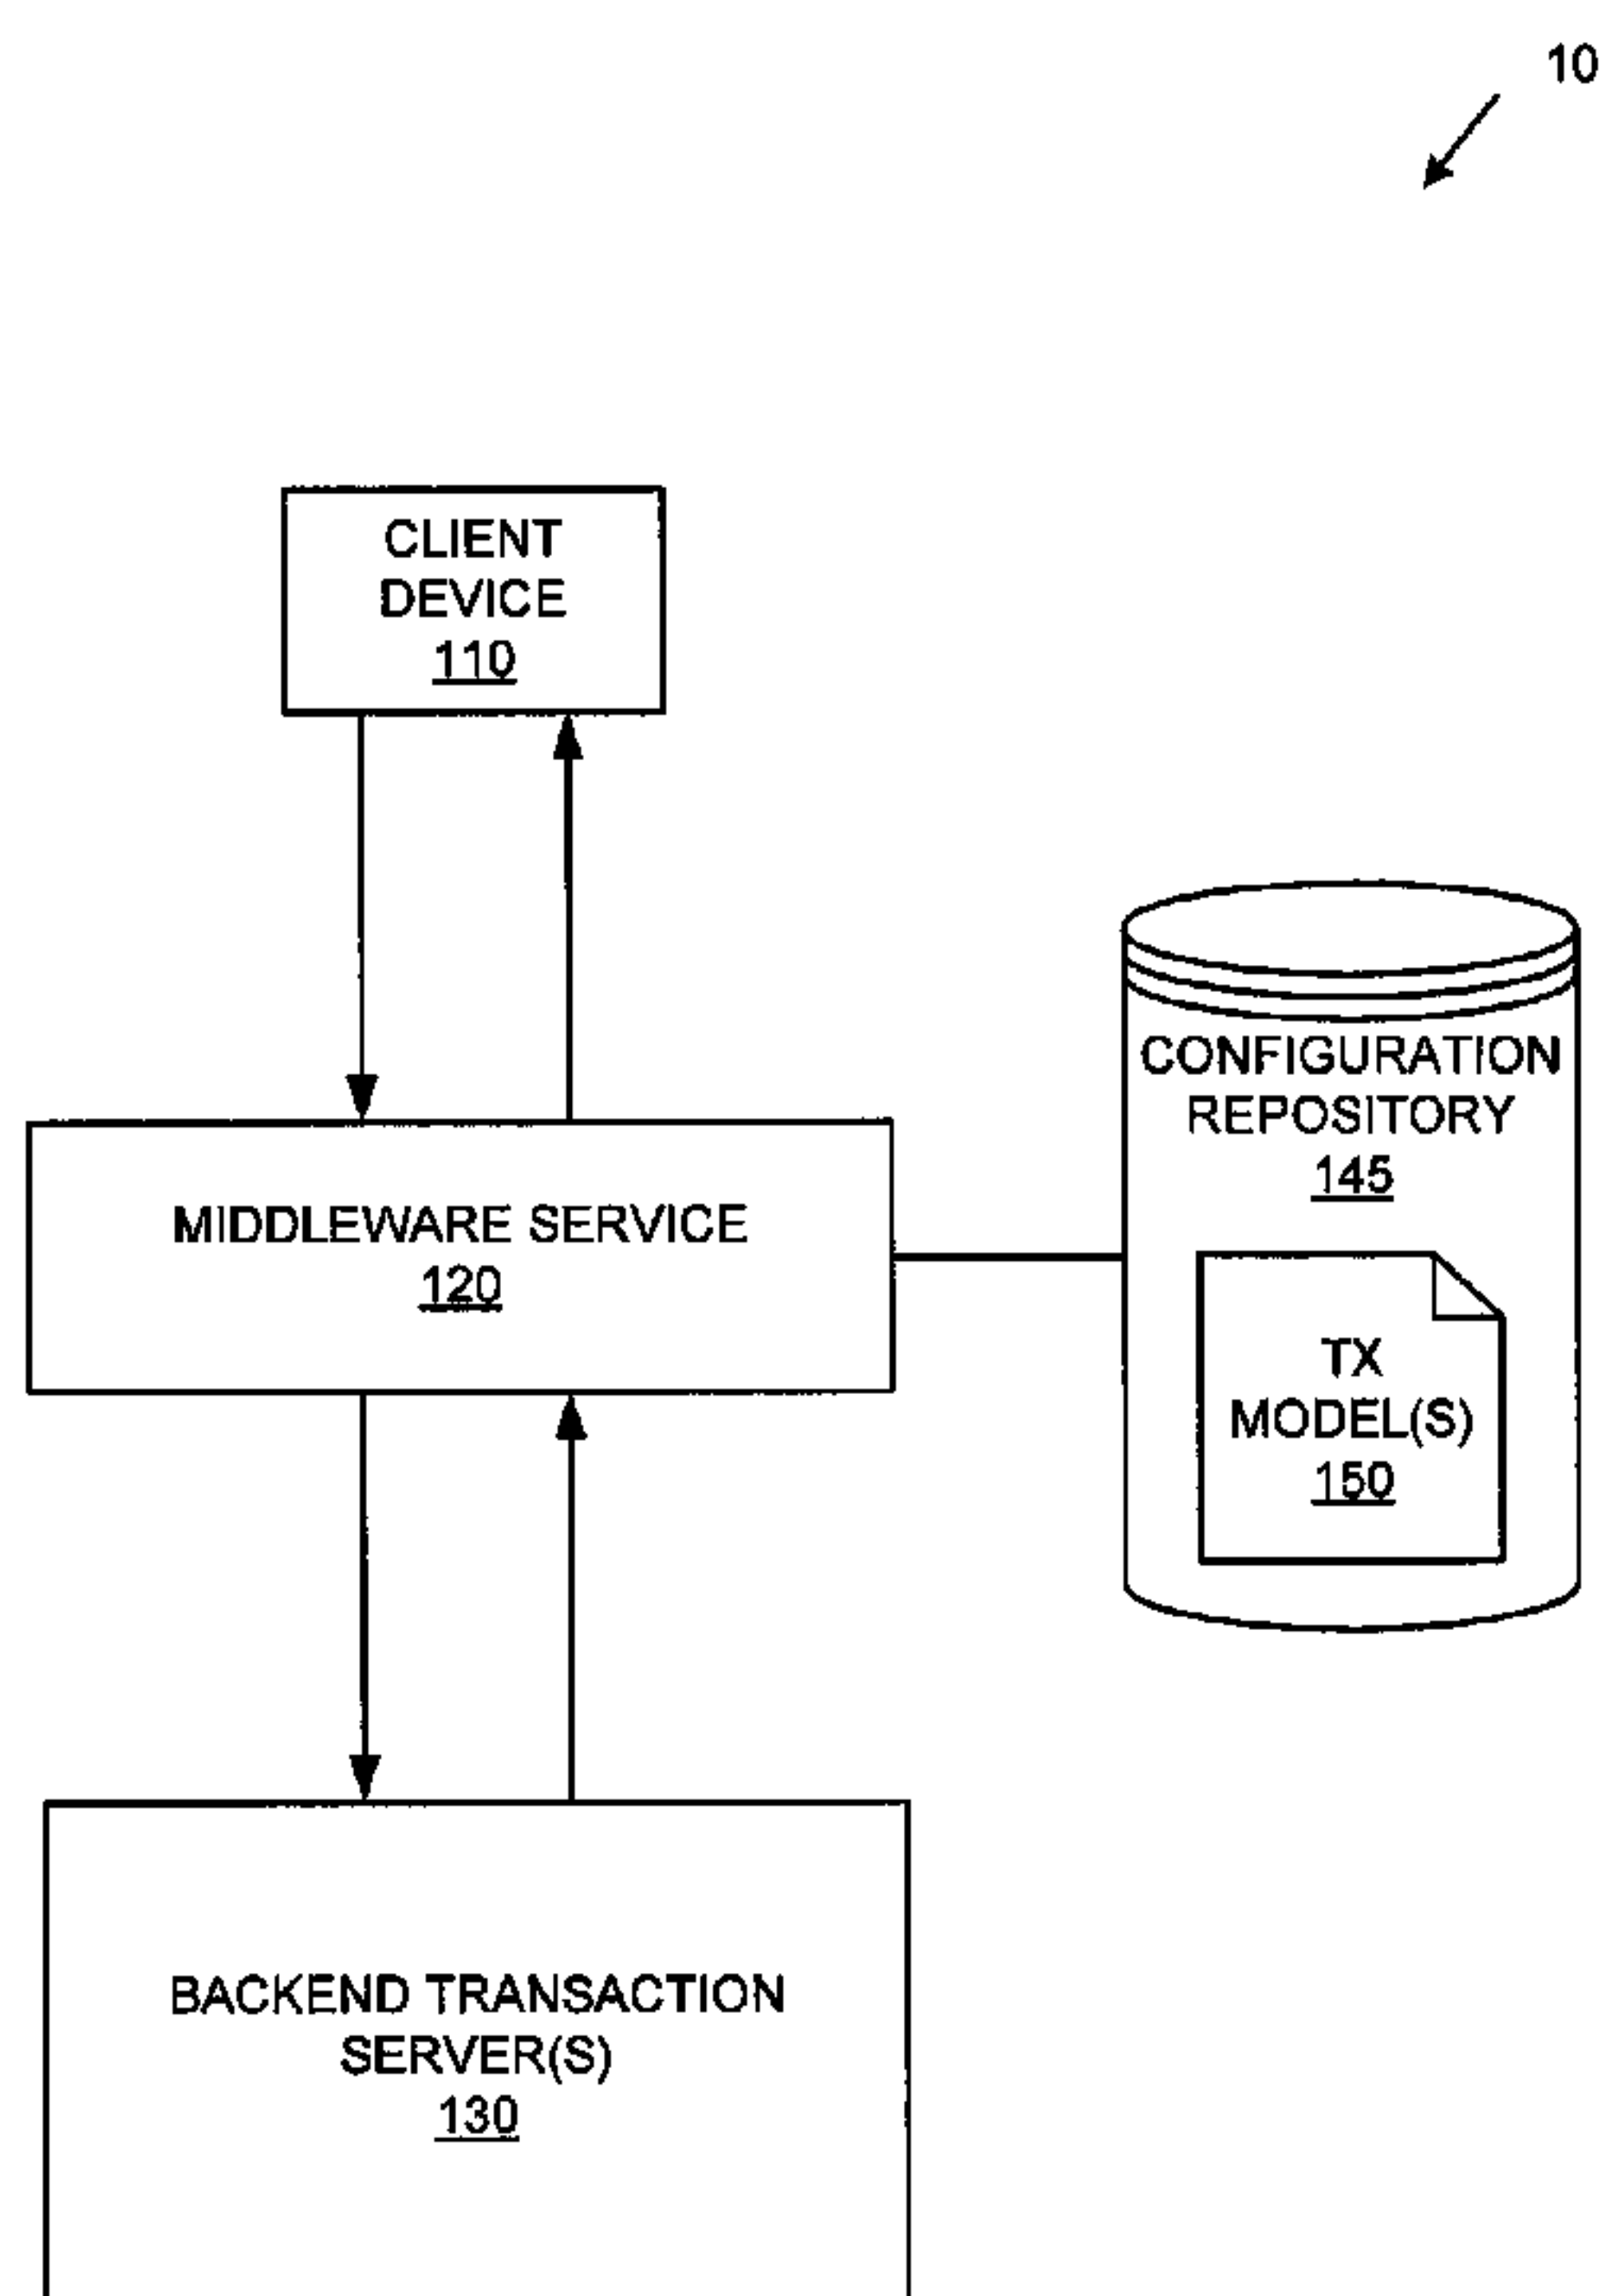 10
CLIENT
DEVICE
110
CONFIGURATION
REPOSITORY
145
MIDDLEWARE SERVICE
120
TX
MODEL(S)
150
BACKEND TRANSACTION
SERVER(S)
130